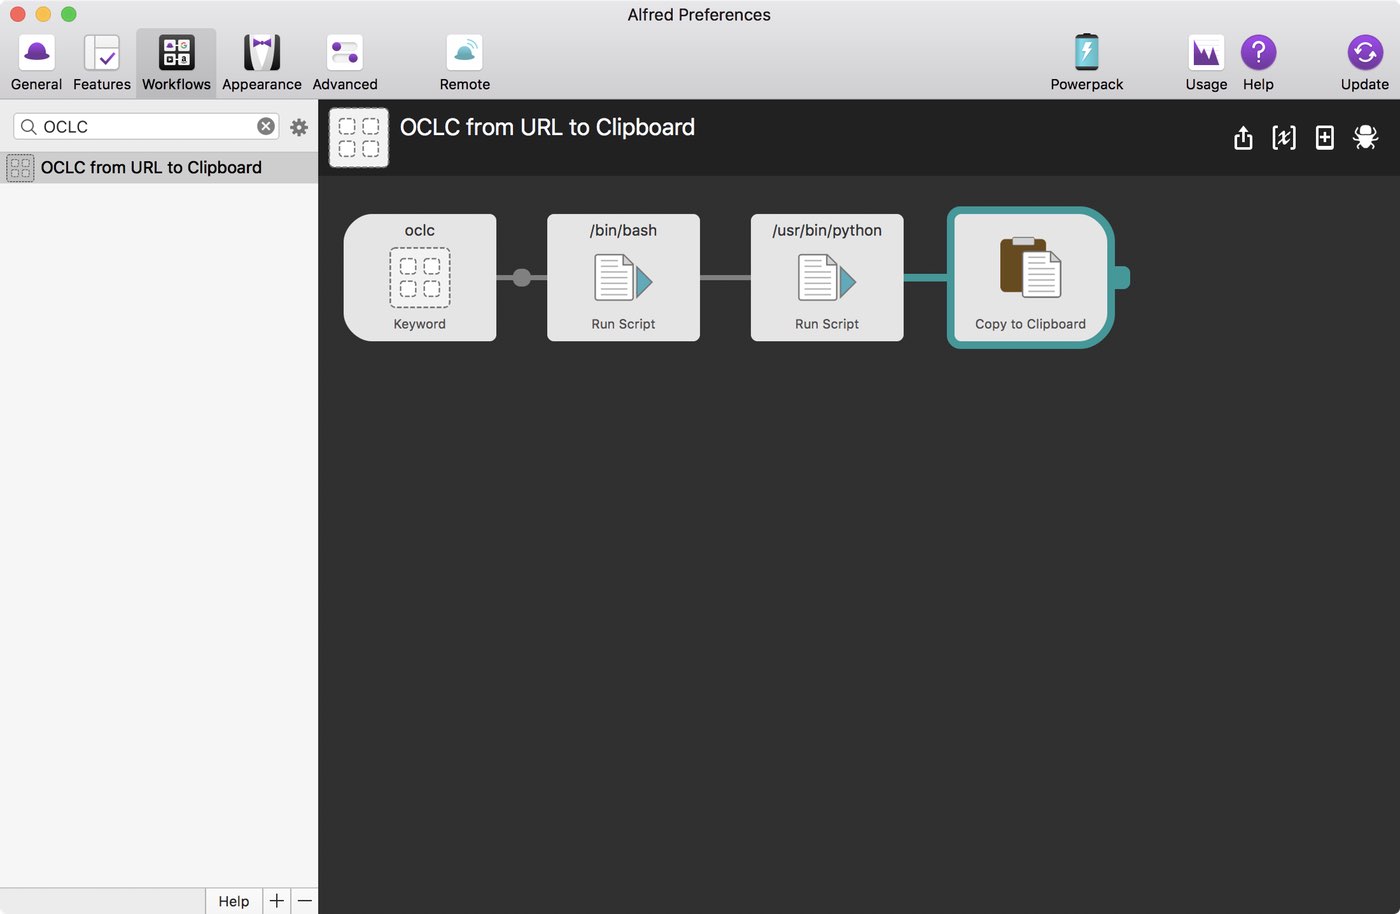 Alfred Preferences
General Features Workflows Appearance Advanced Remote Powerpack Usage Help Update
OCLC
OCLC from URL to Clipboard
OCLC from URL to Clipboard
oclc
Keyword
/bin/bash
Run Script
/usr/bin/python
Run Script
Copy to Clipboard
Help